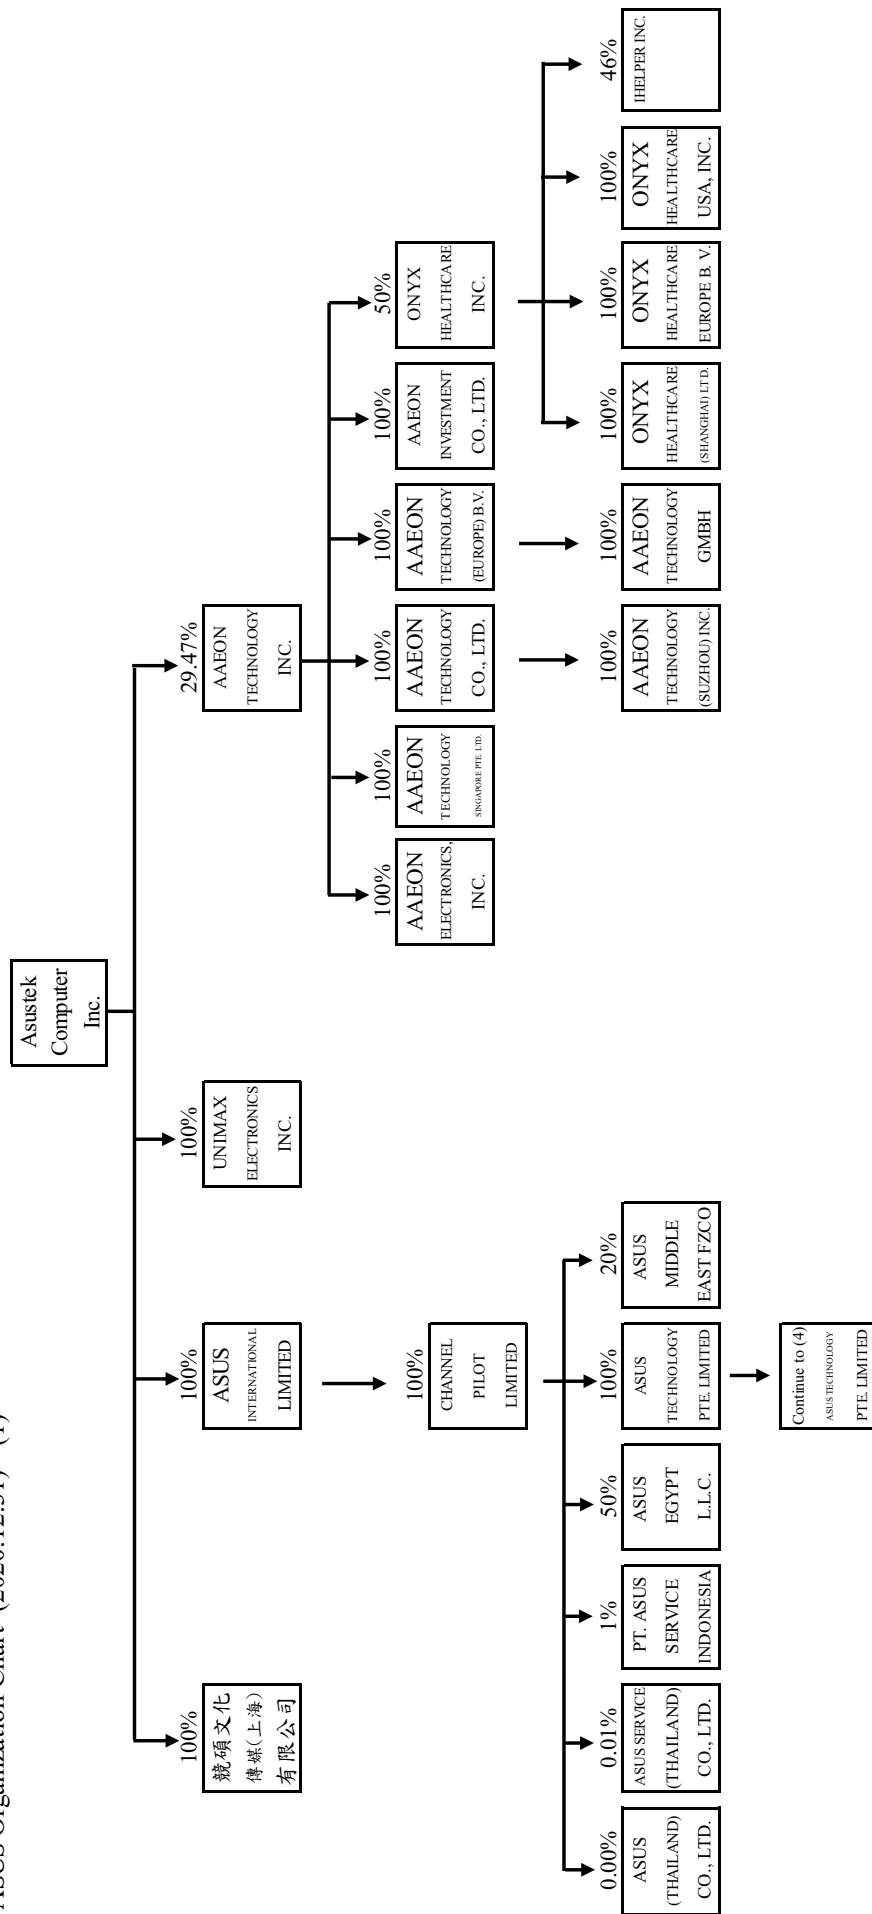 ASUS Organization Chart (2020.12.31) (1)
Asustek
Computer
Inc.
100%
競碩文化
傳媒(上海)
有限公司
100%
ASUS
INTERNATIONAL
LIMITED
100%
UNIMAX
ELECTRONICS
INC.
29.47%
AAEON
TECHNOLOGY
INC.
100%
CHANNEL
PILOT
LIMITED
100%
AAEON
ELECTRONICS,
INC.
100%
AAEON
TECHNOLOGY
SINGAPORE PTE. LTD.
100%
AAEON
TECHNOLOGY
CO., LTD.
100%
AAEON
TECHNOLOGY
(EUROPE) B.V.
100%
AAEON
INVESTMENT
CO., LTD.
50%
ONYX
HEALTHCARE
INC.
0.00%
ASUS
(THAILAND)
CO., LTD.
0.01%
ASUS SERVICE
(THAILAND)
CO., LTD.
1%
PT. ASUS
SERVICE
INDONESIA
50%
ASUS
EGYPT
L.L.C.
100%
ASUS
TECHNOLOGY
PTE. LIMITED
20%
ASUS
MIDDLE
EAST FZCO
100%
AAEON
TECHNOLOGY
(SUZHOU) INC.
100%
AAEON
TECHNOLOGY
GMBH
100%
ONYX
HEALTHCARE
(SHANGHAI) LTD.
100%
ONYX
HEALTHCARE
EUROPE B. V.
100%
ONYX
HEALTHCARE
USA, INC.
46%
IHELPER INC.
Continue to (4)
ASUS TECHNOLOGY
PTE. LIMITED